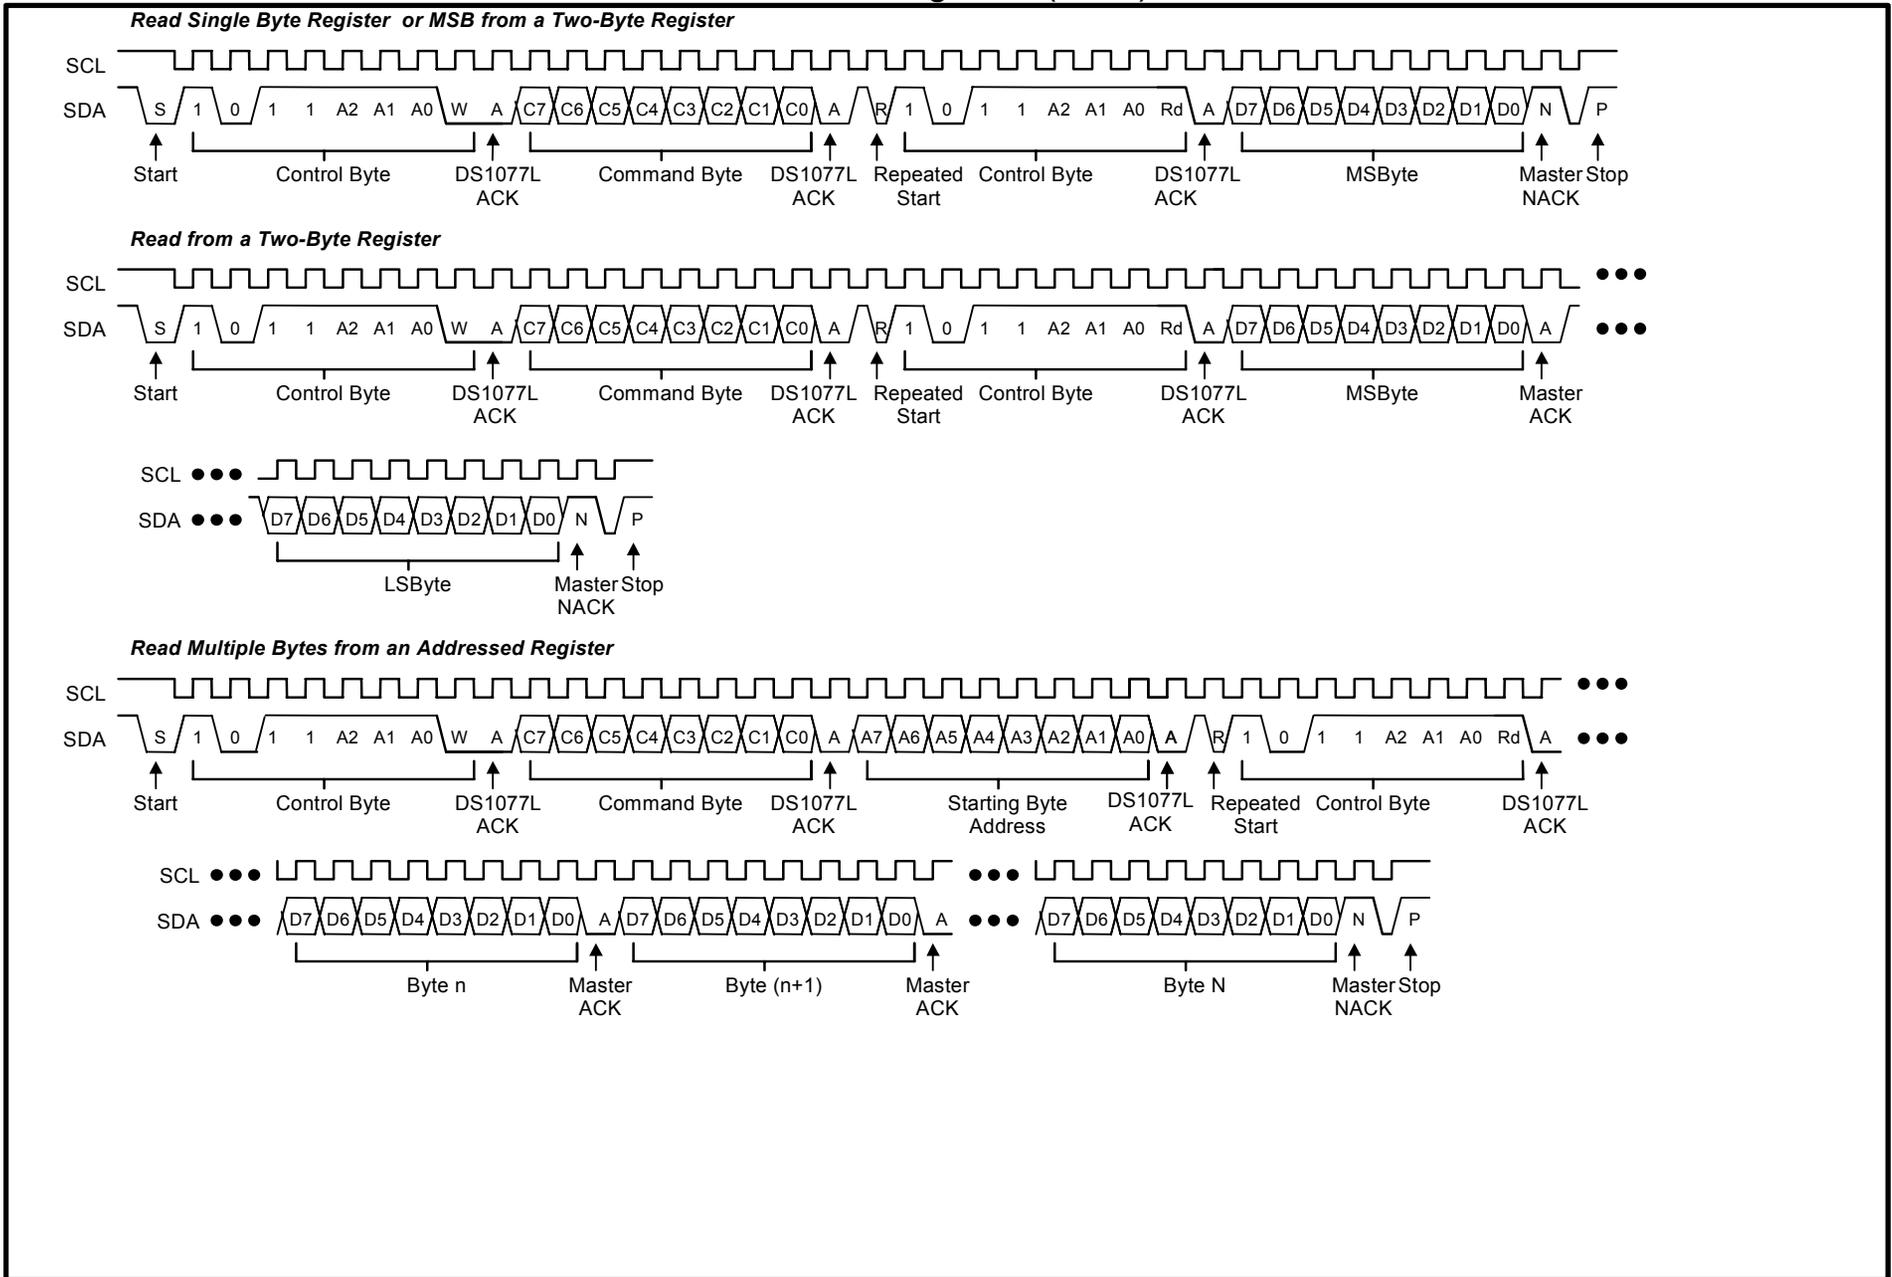 Read Single Byte Register or MSB from a Two-Byte Register
SCL
SDA S 1 0 1 1 A2 A1 A0 W A C7 C6 C5 C4 C3 C2 C1 C0 A R 1 0 1 1 A2 A1 A0 Rd A D7 D6 D5 D4 D3 D2 D1 D0 N P
Start Control Byte DS1077L Command Byte DS1077L Repeated Control Byte DS1077L MSByte Master Stop
ACK ACK Start ACK NACK
Read from a Two-Byte Register
SCL
SDA S 1 0 1 1 A2 A1 A0 W A C7 C6 C5 C4 C3 C2 C1 C0 A R 1 0 1 1 A2 A1 A0 Rd A D7 D6 D5 D4 D3 D2 D1 D0 A
Start Control Byte DS1077L Command Byte DS1077L Repeated Control Byte DS1077L MSByte Master
ACK ACK Start ACK ACK
SCL
SDA D7 D6 D5 D4 D3 D2 D1 D0 N P
LSByte Master Stop
NACK
Read Multiple Bytes from an Addressed Register
SCL
SDA S 1 0 1 1 A2 A1 A0 W A C7 C6 C5 C4 C3 C2 C1 C0 A A7 A6 A5 A4 A3 A2 A1 A0 A R 1 0 1 1 A2 A1 A0 Rd A
Start Control Byte DS1077L Command Byte DS1077L Starting Byte DS1077L Repeated Control Byte DS1077L
ACK ACK Address ACK Start ACK
SCL
SDA D7 D6 D5 D4 D3 D2 D1 D0 A D7 D6 D5 D4 D3 D2 D1 D0 A D7 D6 D5 D4 D3 D2 D1 D0 N P
Byte n Master Byte (n+1) Master Byte N Master Stop
ACK ACK NACK